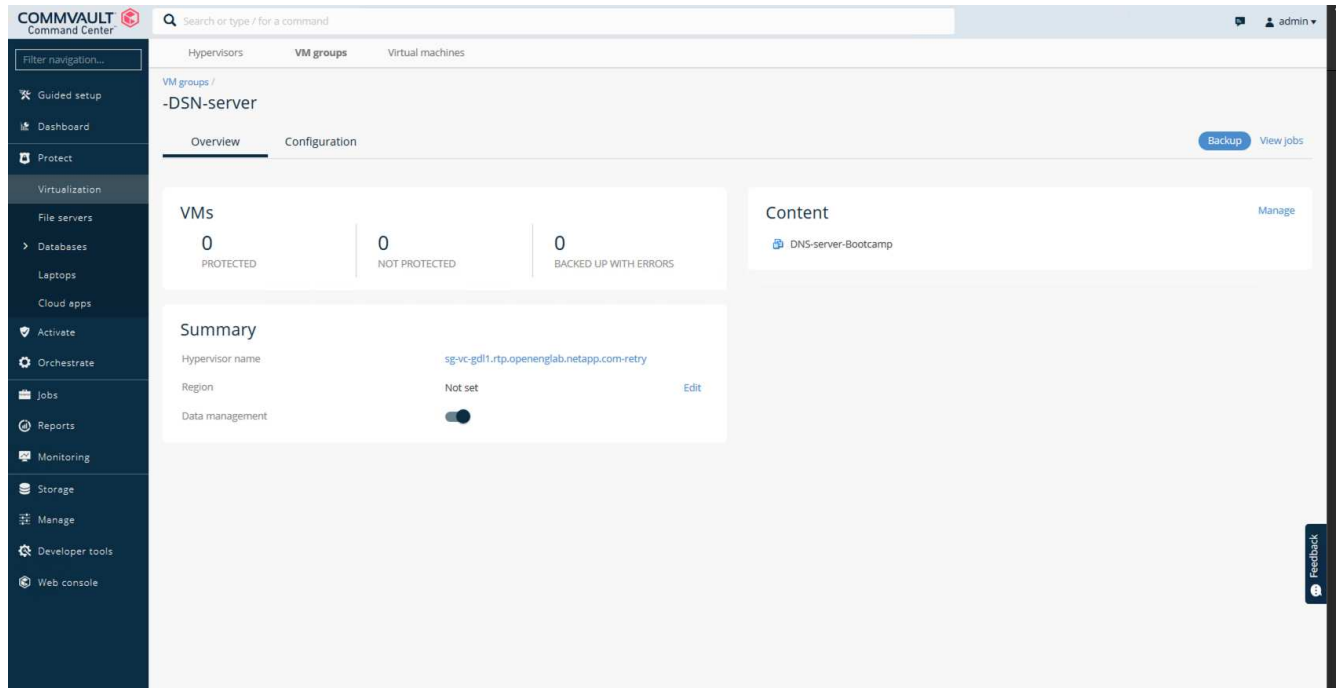 COMMVAULT
Command Center™
Search or type / for a command
admin
Filter navigation...
Guided setup
Dashboard
Protect
Virtualization
File servers
Databases
Laptops
Cloud apps
Activate
Orchestrate
Jobs
Reports
Monitoring
Storage
Manage
Developer tools
Web console
Hypervisors VM groups Virtual machines
VM groups /
-DSN-server
Overview Configuration
Backup View jobs
VMs
0 0 0
PROTECTED NOT PROTECTED BACKED UP WITH ERRORS
Summary
Hypervisor name sg-vc-gdl1.rtp.openenglab.netapp.com-retry
Region Not set Edit
Data management
Content Manage
DNS-server-Bootcamp
Feedback